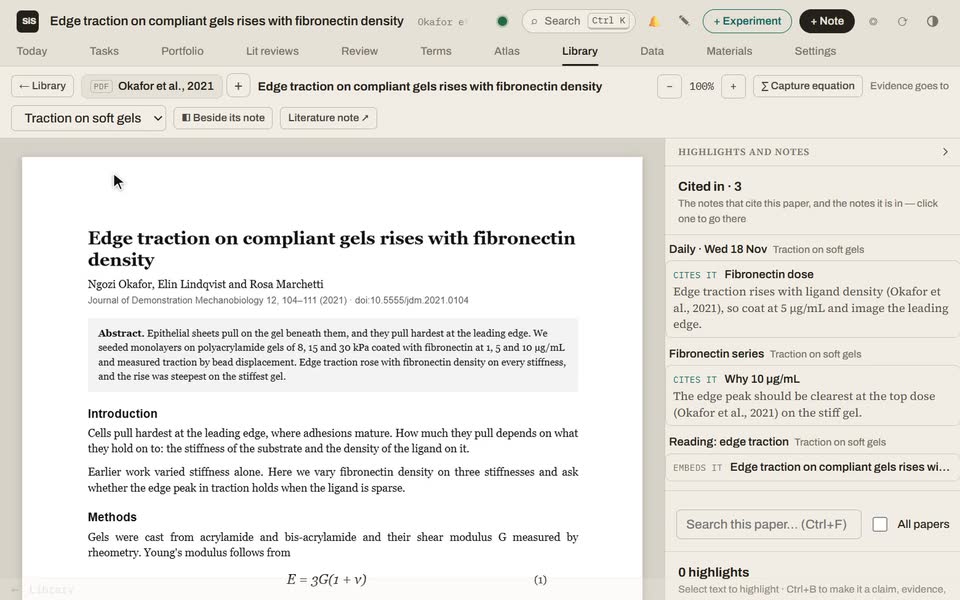 SiS Edge traction on compliant gels rises with fibronectin density Okafor e Search Ctrl K + Experiment + Note
Today Tasks Portfolio Lit reviews Review Terms Atlas Library Data Materials Settings
← Library PDF Okafor et al., 2021 + Edge traction on compliant gels rises with fibronectin density − 100% + ∑ Capture equation Evidence goes to
Traction on soft gels Beside its note Literature note ↗
HIGHLIGHTS AND NOTES
Cited in · 3
The notes that cite this paper, and the notes it is in — click
one to go there
Daily · Wed 18 Nov Traction on soft gels
CITES IT Fibronectin dose
Edge traction rises with ligand density (Okafor et
al., 2021), so coat at 5 µg/mL and image the leading
edge.
Fibronectin series Traction on soft gels
CITES IT Why 10 µg/mL
The edge peak should be clearest at the top dose
(Okafor et al., 2021) on the stiff gel.
Reading: edge traction Traction on soft gels
EMBEDS IT Edge traction on compliant gels rises wi…
Search this paper… (Ctrl+F) All papers
0 highlights
Select text to highlight · Ctrl+B to make it a claim, evidence,
Edge traction on compliant gels rises with fibronectin
density
Ngozi Okafor, Elin Lindqvist and Rosa Marchetti
Journal of Demonstration Mechanobiology 12, 104–111 (2021) · doi:10.5555/jdm.2021.0104
Abstract. Epithelial sheets pull on the gel beneath them, and they pull hardest at the leading edge. We
seeded monolayers on polyacrylamide gels of 8, 15 and 30 kPa coated with fibronectin at 1, 5 and 10 µg/mL
and measured traction by bead displacement. Edge traction rose with fibronectin density on every stiffness,
and the rise was steepest on the stiffest gel.
Introduction
Cells pull hardest at the leading edge, where adhesions mature. How much they pull depends on what
they hold on to: the stiffness of the substrate and the density of the ligand on it.
Earlier work varied stiffness alone. Here we vary fibronectin density on three stiffnesses and ask
whether the edge peak in traction holds when the ligand is sparse.
Methods
Gels were cast from acrylamide and bis-acrylamide and their shear modulus G measured by
rheometry. Young's modulus follows from
E = 3G(1 + ν) (1)
← Library